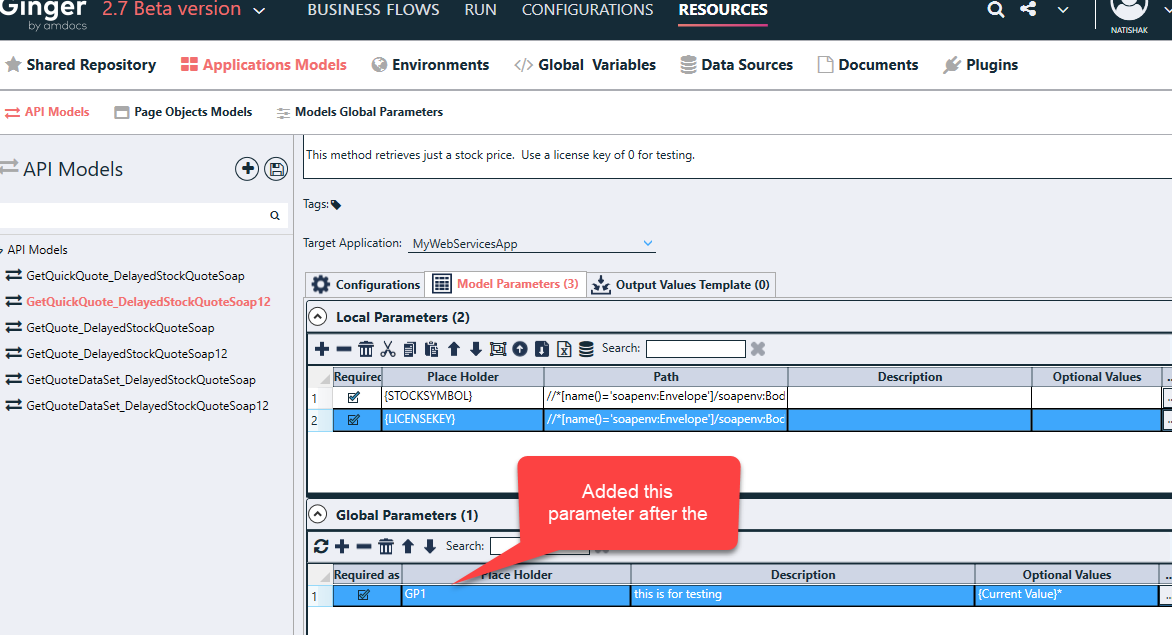 Ginger
by amdocs
2.7 Beta version
BUSINESS FLOWS
RUN
CONFIGURATIONS
RESOURCES
NATISHAK
Shared Repository
Applications Models
Environments
</> Global Variables
Data Sources
Documents
Plugins
API Models
Page Objects Models
Models Global Parameters
API Models
API Models
GetQuickQuote_DelayedStockQuoteSoap
GetQuickQuote_DelayedStockQuoteSoap12
GetQuote_DelayedStockQuoteSoap
GetQuote_DelayedStockQuoteSoap12
GetQuoteDataSet_DelayedStockQuoteSoap
GetQuoteDataSet_DelayedStockQuoteSoap12
This method retrieves just a stock price. Use a license key of 0 for testing.
Tags:
Target Application: MyWebServicesApp
Configurations
Model Parameters (3)
Output Values Template (0)
Local Parameters (2)
Search:
Required Place Holder Path Description Optional Values ...
1 {STOCKSYMBOL} //*[name()='soapenv:Envelope']/soapenv:Bod ...
2 {LICENSEKEY} //*[name()='soapenv:Envelope']/soapenv:Bod ...
Added this
parameter after the
Global Parameters (1)
Search:
Required as Place Holder Description Optional Values ...
1 GP1 this is for testing {Current Value}* ...